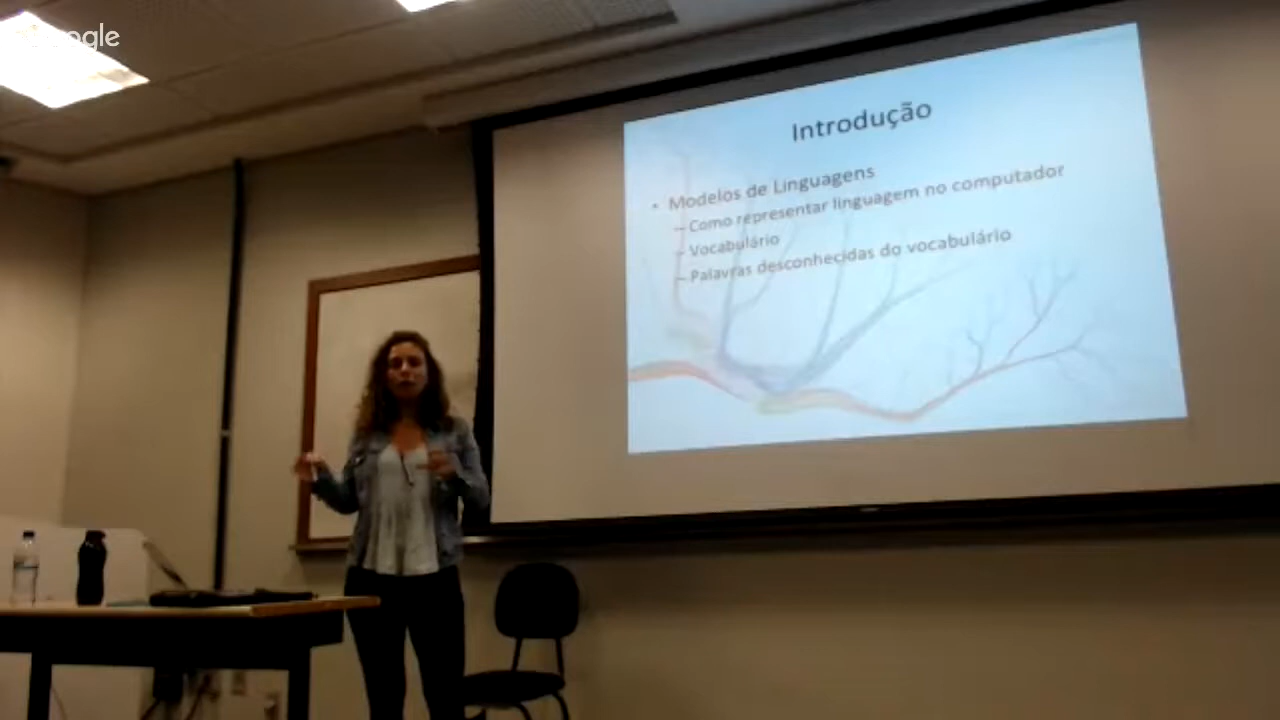 Google
Introdução
• Modelos de Linguagens
– Como representar linguagem no computador
– Vocabulário
– Palavras desconhecidas do vocabulário